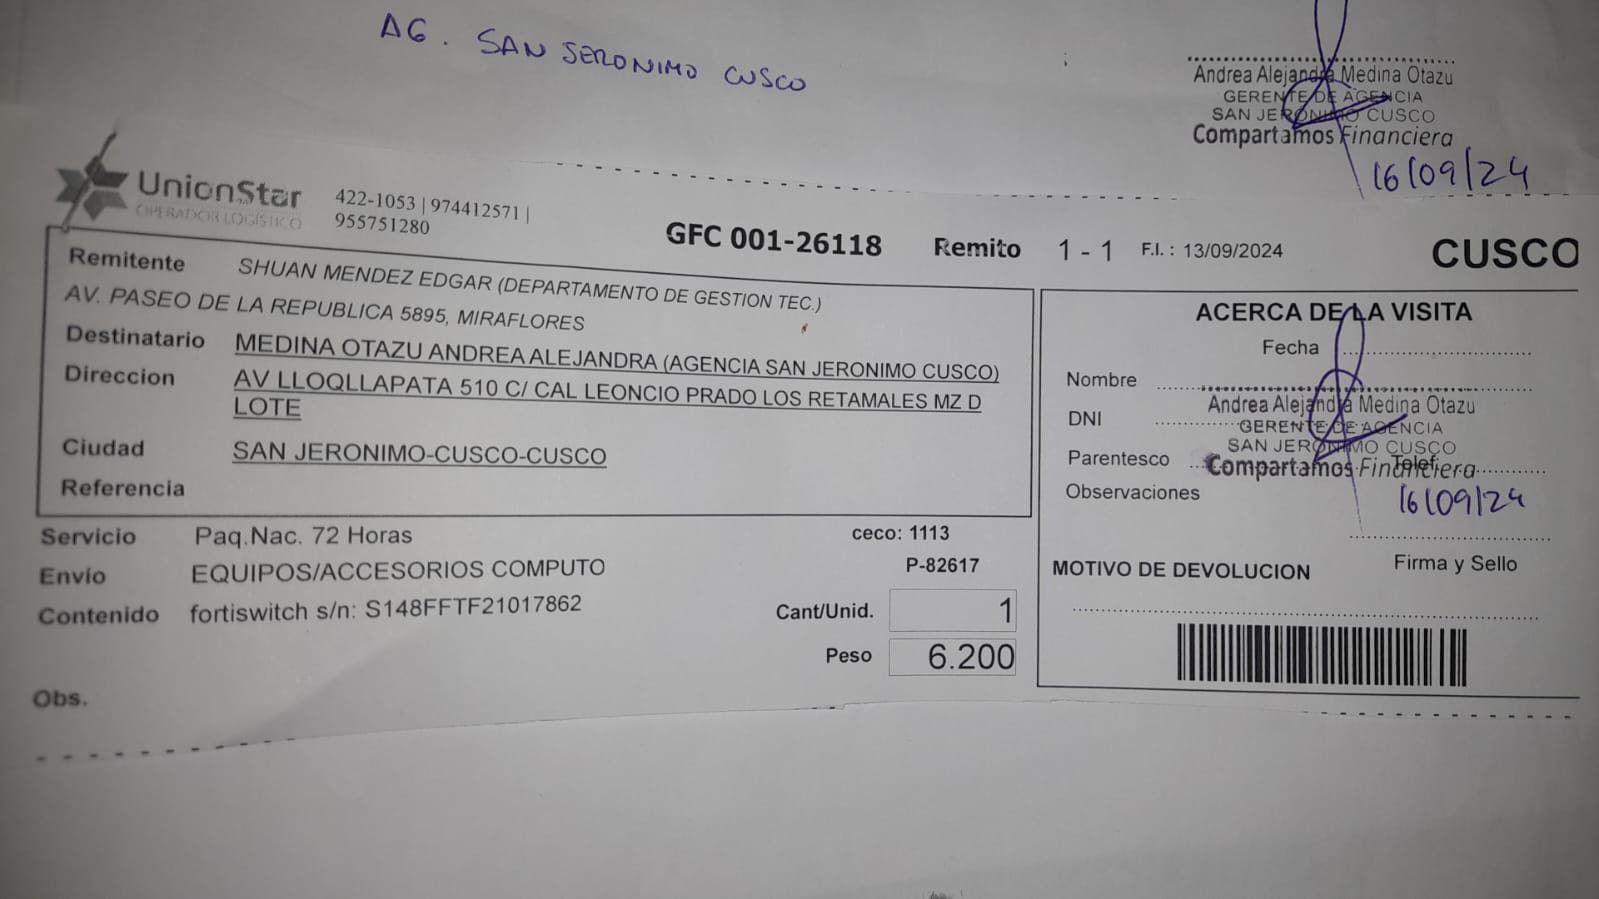 AG. SAN JERONIMO CUSCO
Andrea Alejandra Medina Otazu
GERENTE DE AGENCIA
SAN JERONIMO CUSCO
Compartamos Financiera
16/09/24
UnionStar
OPERADOR LOGÍSTICO
422-1053 | 974412571 |
955751280
GFC 001-26118 Remito 1 - 1 F.I. : 13/09/2024 CUSCO
Remitente SHUAN MENDEZ EDGAR (DEPARTAMENTO DE GESTION TEC.)
AV. PASEO DE LA REPUBLICA 5895, MIRAFLORES
Destinatario MEDINA OTAZU ANDREA ALEJANDRA (AGENCIA SAN JERONIMO CUSCO)
Direccion AV LLOQLLAPATA 510 C/ CAL LEONCIO PRADO LOS RETAMALES MZ D
LOTE
Ciudad SAN JERONIMO-CUSCO-CUSCO
Referencia
Servicio Paq.Nac. 72 Horas ceco: 1113
Envío EQUIPOS/ACCESORIOS COMPUTO P-82617
Contenido fortiswitch s/n: S148FFTF21017862 Cant/Unid. 1
Peso 6.200
Obs.
ACERCA DE LA VISITA
Fecha
Nombre
Andrea Alejandra Medina Otazu
DNI
GERENTE DE AGENCIA
SAN JERONIMO CUSCO
Parentesco Telef.
Compartamos Financiera
Observaciones
16/09/24
Firma y Sello
MOTIVO DE DEVOLUCION